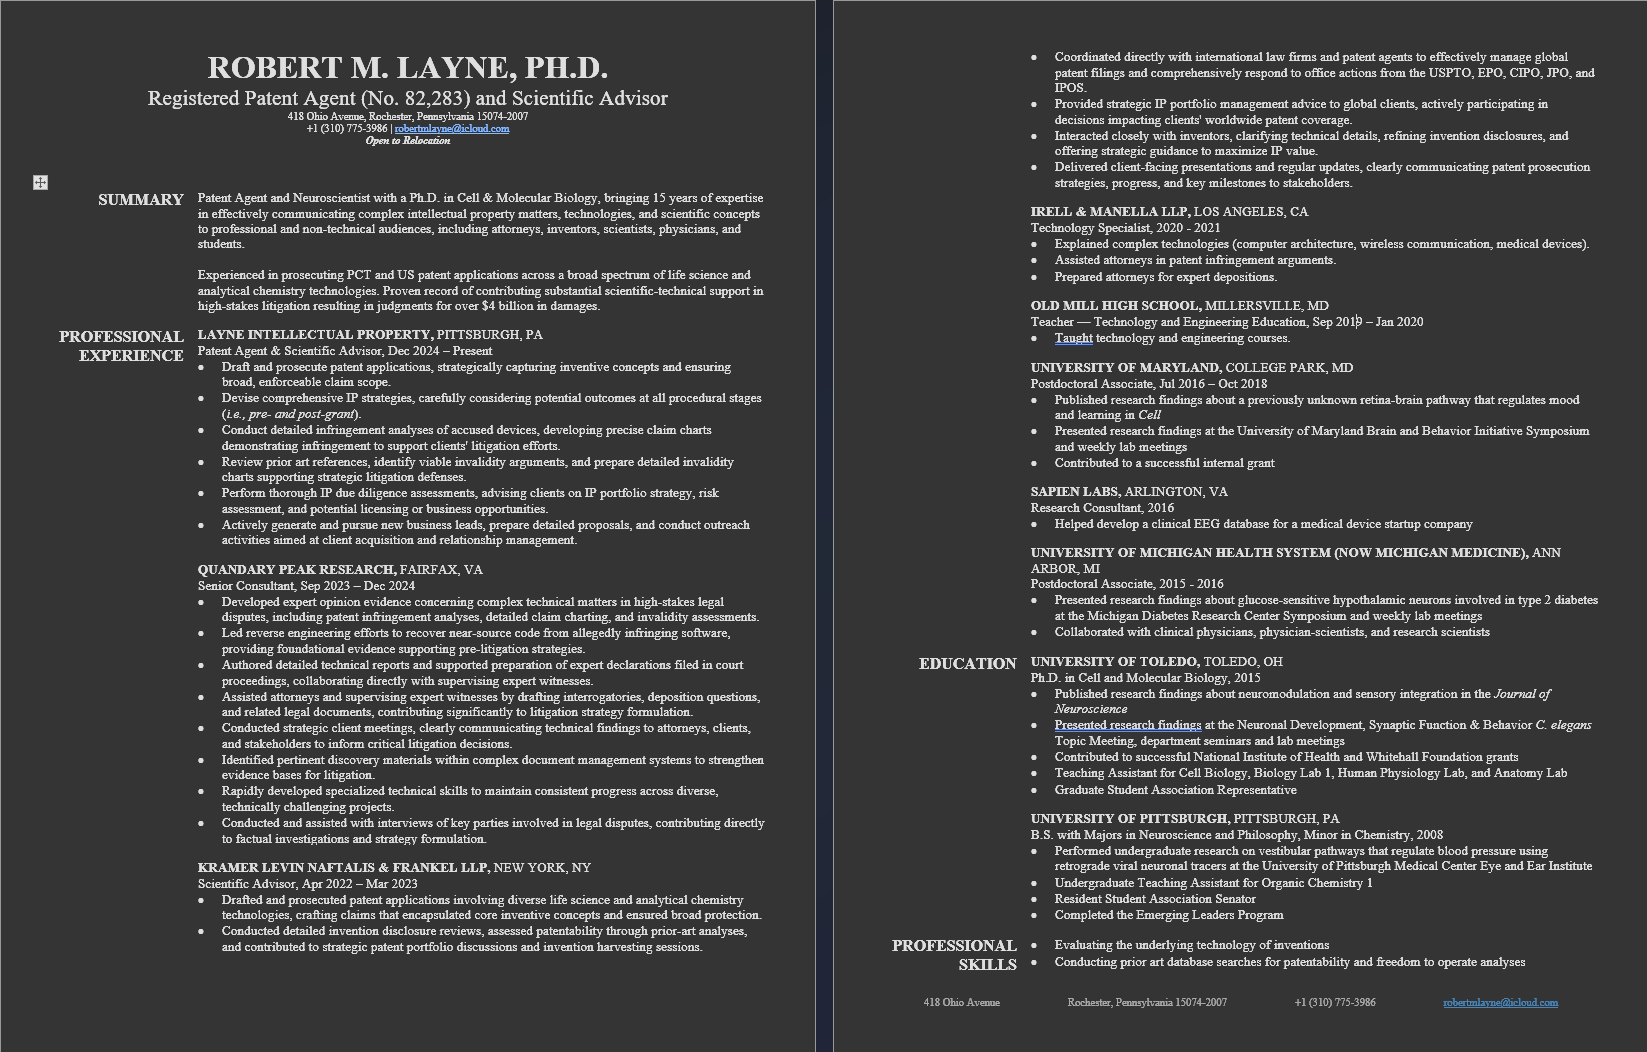 ROBERT M. LAYNE, PH.D.
Registered Patent Agent (No. 82,283) and Scientific Advisor
418 Ohio Avenue, Rochester, Pennsylvania 15074-2007
+1 (310) 775-3986 | robertmlayne@icloud.com
Open to Relocation
SUMMARY
Patent Agent and Neuroscientist with a Ph.D. in Cell & Molecular Biology, bringing 15 years of expertise
in effectively communicating complex intellectual property matters, technologies, and scientific concepts
to professional and non-technical audiences, including attorneys, inventors, scientists, physicians, and
students.
Experienced in prosecuting PCT and US patent applications across a broad spectrum of life science and
analytical chemistry technologies. Proven record of contributing substantial scientific-technical support in
high-stakes litigation resulting in judgments for over $4 billion in damages.
PROFESSIONAL
EXPERIENCE
LAYNE INTELLECTUAL PROPERTY, PITTSBURGH, PA
Patent Agent & Scientific Advisor, Dec 2024 – Present
• Draft and prosecute patent applications, strategically capturing inventive concepts and ensuring
broad, enforceable claim scope.
• Devise comprehensive IP strategies, carefully considering potential outcomes at all procedural stages
(i.e., pre- and post-grant).
• Conduct detailed infringement analyses of accused devices, developing precise claim charts
demonstrating infringement to support clients' litigation efforts.
• Review prior art references, identify viable invalidity arguments, and prepare detailed invalidity
charts supporting strategic litigation defenses.
• Perform thorough IP due diligence assessments, advising clients on IP portfolio strategy, risk
assessment, and potential licensing or business opportunities.
• Actively generate and pursue new business leads, prepare detailed proposals, and conduct outreach
activities aimed at client acquisition and relationship management.
QUANDARY PEAK RESEARCH, FAIRFAX, VA
Senior Consultant, Sep 2023 – Dec 2024
• Developed expert opinion evidence concerning complex technical matters in high-stakes legal
disputes, including patent infringement analyses, detailed claim charting, and invalidity assessments.
• Led reverse engineering efforts to recover near-source code from allegedly infringing software,
providing foundational evidence supporting pre-litigation strategies.
• Authored detailed technical reports and supported preparation of expert declarations filed in court
proceedings, collaborating directly with supervising expert witnesses.
• Assisted attorneys and supervising expert witnesses by drafting interrogatories, deposition questions,
and related legal documents, contributing significantly to litigation strategy formulation.
• Conducted strategic client meetings, clearly communicating technical findings to attorneys, clients,
and stakeholders to inform critical litigation decisions.
• Identified pertinent discovery materials within complex document management systems to strengthen
evidence bases for litigation.
• Rapidly developed specialized technical skills to maintain consistent progress across diverse,
technically challenging projects.
• Conducted and assisted with interviews of key parties involved in legal disputes, contributing directly
to factual investigations and strategy formulation.
KRAMER LEVIN NAFTALIS & FRANKEL LLP, NEW YORK, NY
Scientific Advisor, Apr 2022 – Mar 2023
• Drafted and prosecuted patent applications involving diverse life science and analytical chemistry
technologies, crafting claims that encapsulated core inventive concepts and ensured broad protection.
• Conducted detailed invention disclosure reviews, assessed patentability through prior-art analyses,
and contributed to strategic patent portfolio discussions and invention harvesting sessions.
• Coordinated directly with international law firms and patent agents to effectively manage global
patent filings and comprehensively respond to office actions from the USPTO, EPO, CIPO, JPO, and
IPOS.
• Provided strategic IP portfolio management advice to global clients, actively participating in
decisions impacting clients' worldwide patent coverage.
• Interacted closely with inventors, clarifying technical details, refining invention disclosures, and
offering strategic guidance to maximize IP value.
• Delivered client-facing presentations and regular updates, clearly communicating patent prosecution
strategies, progress, and key milestones to stakeholders.
IRELL & MANELLA LLP, LOS ANGELES, CA
Technology Specialist, 2020 - 2021
• Explained complex technologies (computer architecture, wireless communication, medical devices).
• Assisted attorneys in patent infringement arguments.
• Prepared attorneys for expert depositions.
OLD MILL HIGH SCHOOL, MILLERSVILLE, MD
Teacher — Technology and Engineering Education, Sep 2019 – Jan 2020
• Taught technology and engineering courses.
UNIVERSITY OF MARYLAND, COLLEGE PARK, MD
Postdoctoral Associate, Jul 2016 – Oct 2018
• Published research findings about a previously unknown retina-brain pathway that regulates mood
and learning in Cell
• Presented research findings at the University of Maryland Brain and Behavior Initiative Symposium
and weekly lab meetings
• Contributed to a successful internal grant
SAPIEN LABS, ARLINGTON, VA
Research Consultant, 2016
• Helped develop a clinical EEG database for a medical device startup company
UNIVERSITY OF MICHIGAN HEALTH SYSTEM (NOW MICHIGAN MEDICINE), ANN
ARBOR, MI
Postdoctoral Associate, 2015 - 2016
• Presented research findings about glucose-sensitive hypothalamic neurons involved in type 2 diabetes
at the Michigan Diabetes Research Center Symposium and weekly lab meetings
• Collaborated with clinical physicians, physician-scientists, and research scientists
EDUCATION
UNIVERSITY OF TOLEDO, TOLEDO, OH
Ph.D. in Cell and Molecular Biology, 2015
• Published research findings about neuromodulation and sensory integration in the Journal of
Neuroscience
• Presented research findings at the Neuronal Development, Synaptic Function & Behavior C. elegans
Topic Meeting, department seminars and lab meetings
• Contributed to successful National Institute of Health and Whitehall Foundation grants
• Teaching Assistant for Cell Biology, Biology Lab 1, Human Physiology Lab, and Anatomy Lab
• Graduate Student Association Representative
UNIVERSITY OF PITTSBURGH, PITTSBURGH, PA
B.S. with Majors in Neuroscience and Philosophy, Minor in Chemistry, 2008
• Performed undergraduate research on vestibular pathways that regulate blood pressure using
retrograde viral neuronal tracers at the University of Pittsburgh Medical Center Eye and Ear Institute
• Undergraduate Teaching Assistant for Organic Chemistry 1
• Resident Student Association Senator
• Completed the Emerging Leaders Program
PROFESSIONAL
SKILLS
• Evaluating the underlying technology of inventions
• Conducting prior art database searches for patentability and freedom to operate analyses
418 Ohio Avenue Rochester, Pennsylvania 15074-2007 +1 (310) 775-3986 robertmlayne@icloud.com